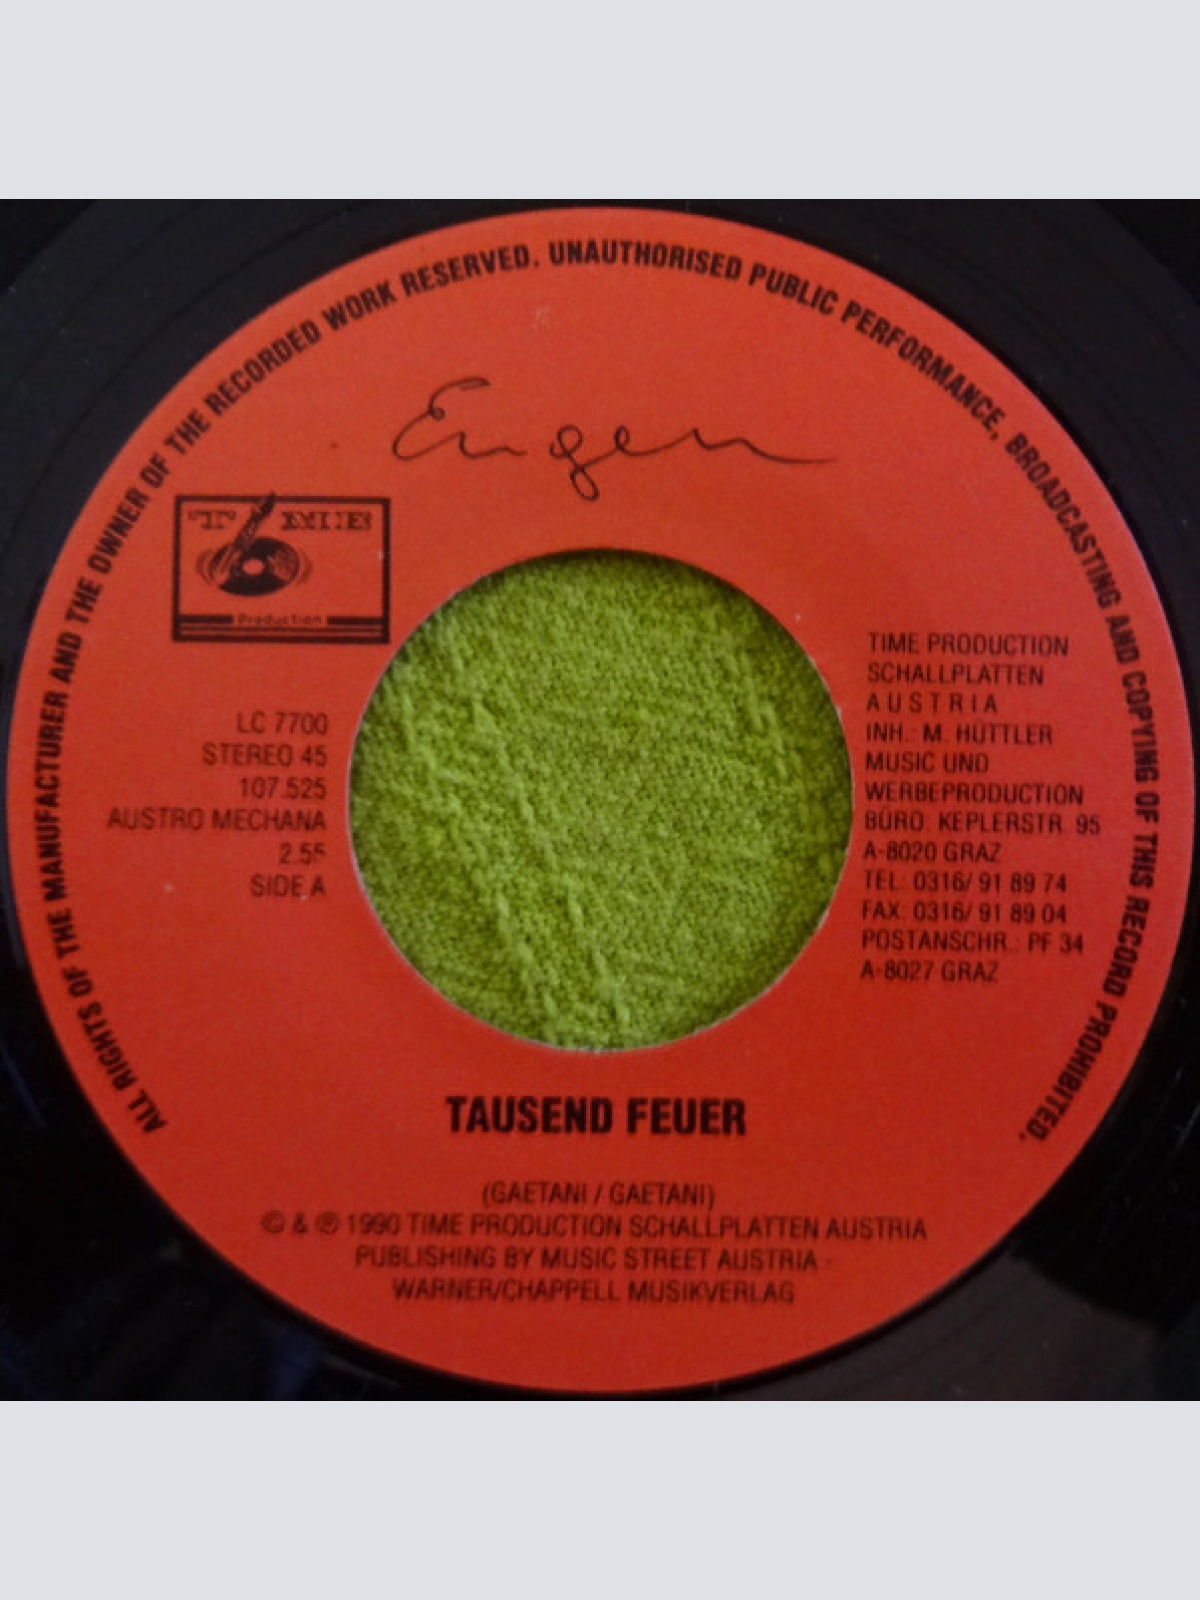 ALL RIGHTS OF THE MANUFACTURER AND THE OWNER OF THE RECORDED WORK RESERVED. UNAUTHORISED PUBLIC PERFORMANCE, BROADCASTING AND COPYING OF THIS RECORD PROHIBITED.
Eugen
TIME
Production
LC 7700
STEREO 45
107.525
AUSTRO MECHANA
2.55
SIDE A
TIME PRODUCTION
SCHALLPLATTEN
AUSTRIA
INH.: M. HÜTTLER
MUSIC UND
WERBEPRODUCTION
BÜRO: KEPLERSTR. 95
A-8020 GRAZ
TEL: 0316/ 91 89 74
FAX: 0316/ 91 89 04
POSTANSCHR.: PF 34
A-8027 GRAZ
TAUSEND FEUER
(GAETANI / GAETANI)
© & ℗ 1990 TIME PRODUCTION SCHALLPLATTEN AUSTRIA
PUBLISHING BY MUSIC STREET AUSTRIA -
WARNER/CHAPPELL MUSIKVERLAG